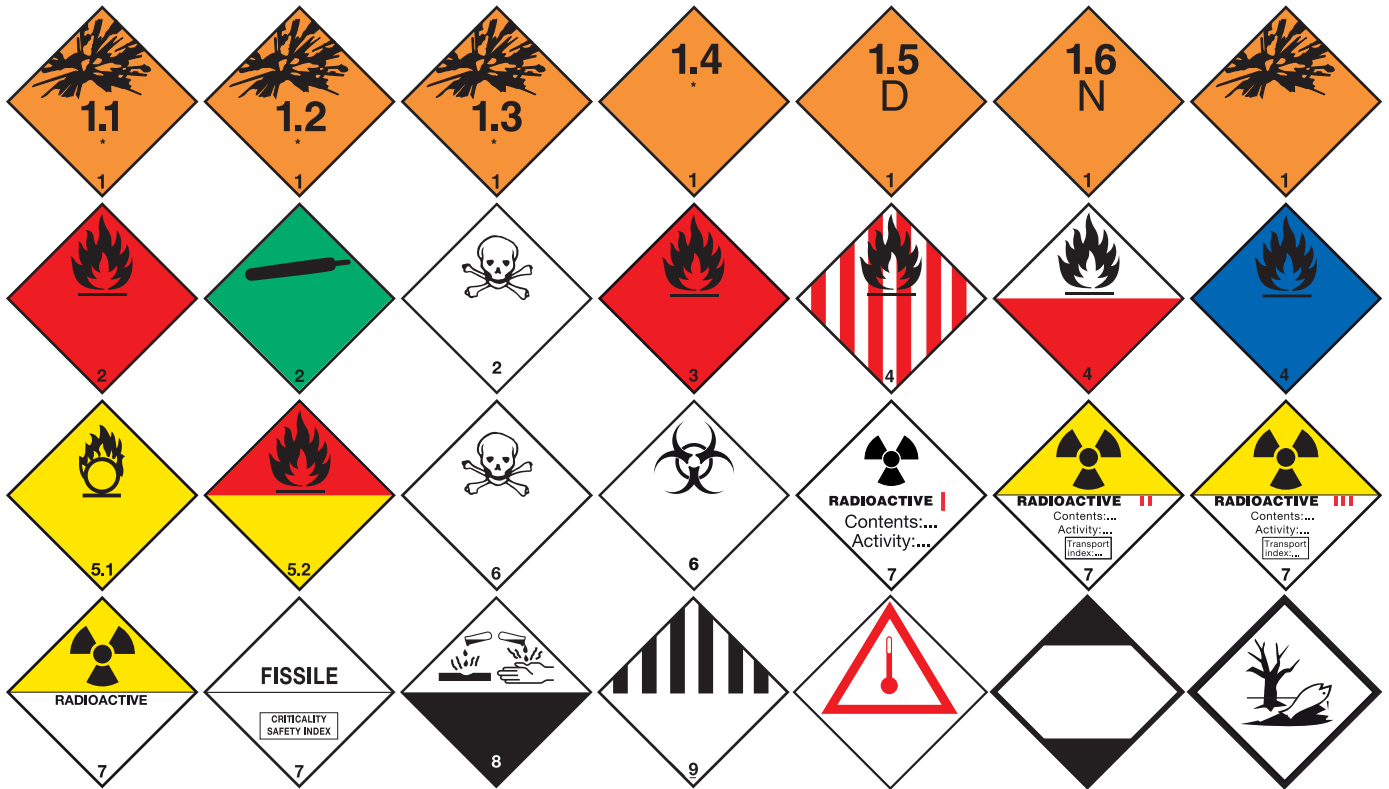 1.1
*
1
1.2
*
1
1.3
*
1
1.4
*
1
1.5
D
1
1.6
N
1
1
2
2
2
3
4
4
4
5.1
5.2
6
6
RADIOACTIVE I
Contents:...
Activity:...
7
RADIOACTIVE II
Contents:...
Activity:...
Transport
index:...
7
RADIOACTIVE III
Contents:...
Activity:...
Transport
index:...
7
RADIOACTIVE
7
FISSILE
CRITICALITY
SAFETY INDEX
7
8
9